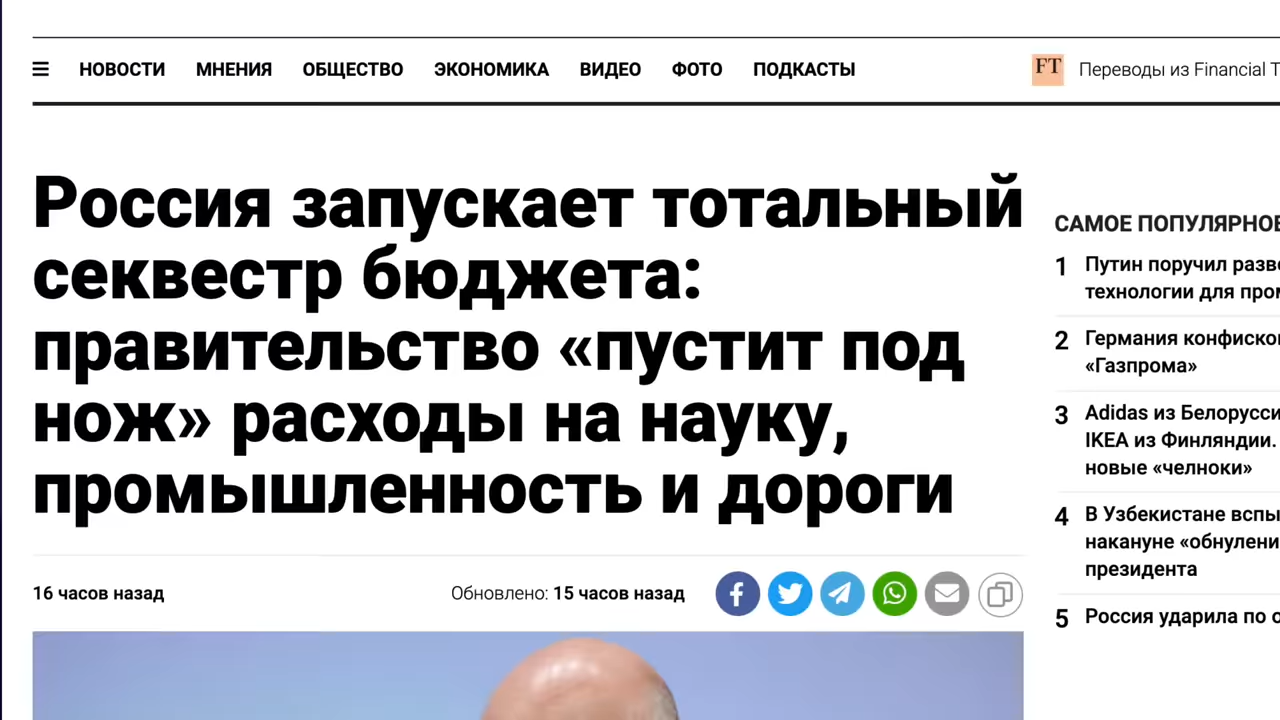 НОВОСТИ МНЕНИЯ ОБЩЕСТВО ЭКОНОМИКА ВИДЕО ФОТО ПОДКАСТЫ
FT Переводы из Financial
Россия запускает тотальный
секвестр бюджета:
правительство «пустит под
нож» расходы на науку,
промышленность и дороги
16 часов назад
Обновлено: 15 часов назад
САМОЕ
1 Путин поручил
технологии для
2 Германия
«Газпрома»
3 Adidas из
IKEA из Финляндии.
новые «челноки»
4 В Узбекистане
накануне
президента
5 Россия ударила по